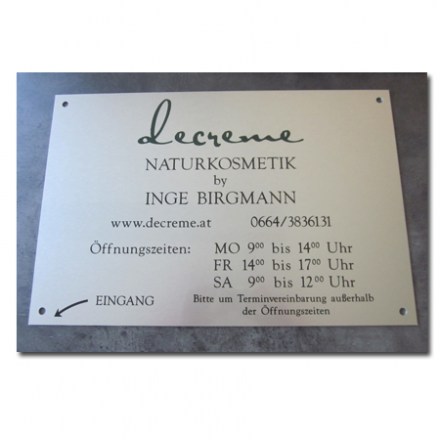 decreme
NATURKOSMETIK
by
INGE BIRGMANN
www.decreme.at 0664/3836131
Öffnungszeiten: MO 9⁰⁰ bis 14⁰⁰ Uhr
FR 14⁰⁰ bis 17⁰⁰ Uhr
SA 9⁰⁰ bis 12⁰⁰ Uhr
EINGANG Bitte um Terminvereinbarung außerhalb
der Öffnungszeiten